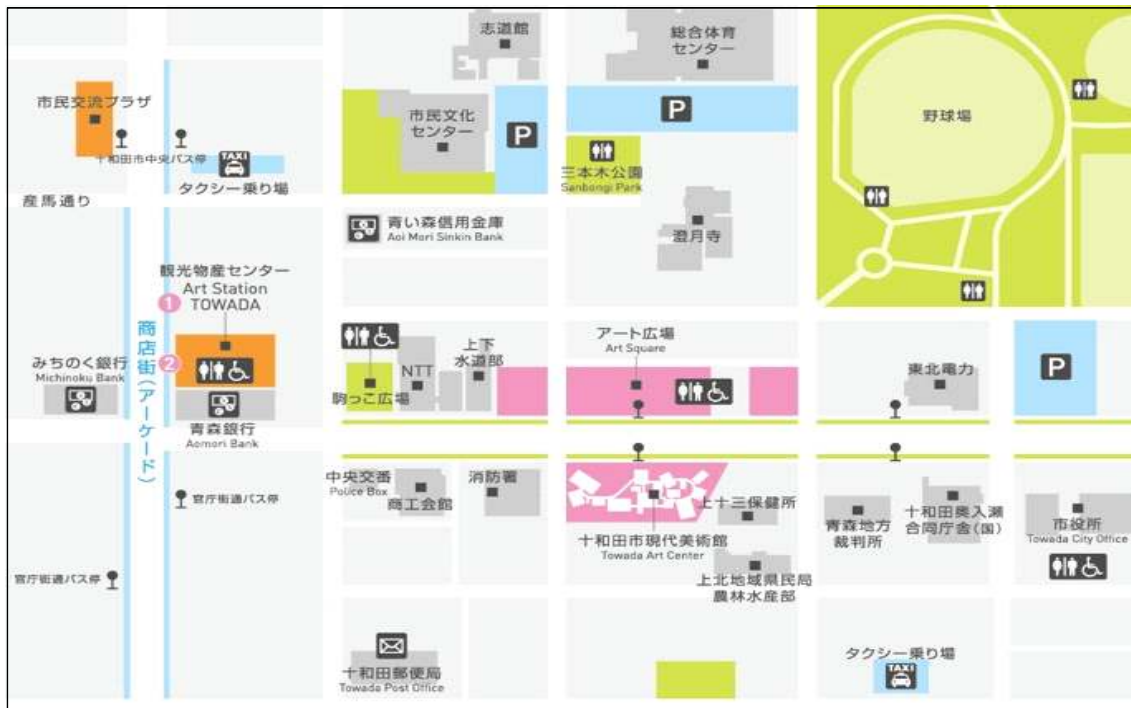 志道館
総合体育
センター
市民交流プラザ
市民文化
センター
P
P
野球場
十和田市中央バス停
TAXI
タクシー乗り場
三本木公園
Sanbongi Park
産馬通り
青い森信用金庫
Aoi Mori Sinkin Bank
澄月寺
観光物産センター
Art Station
TOWADA
1
商店街(アーケード)
2
みちのく銀行
Michinoku Bank
青森銀行
Aomori Bank
駒っこ広場
NTT
上下
水道部
アート広場
Art Square
東北電力
P
中央交番
Police Box
商工会館
消防署
官庁街通バス停
上十三保健所
十和田市現代美術館
Towada Art Center
青森地方
裁判所
十和田奥入瀬
合同庁舎(国)
市役所
Towada City Office
官庁街通バス停
上北地域県民局
農林水産部
十和田郵便局
Towada Post Office
タクシー乗り場
TAXI